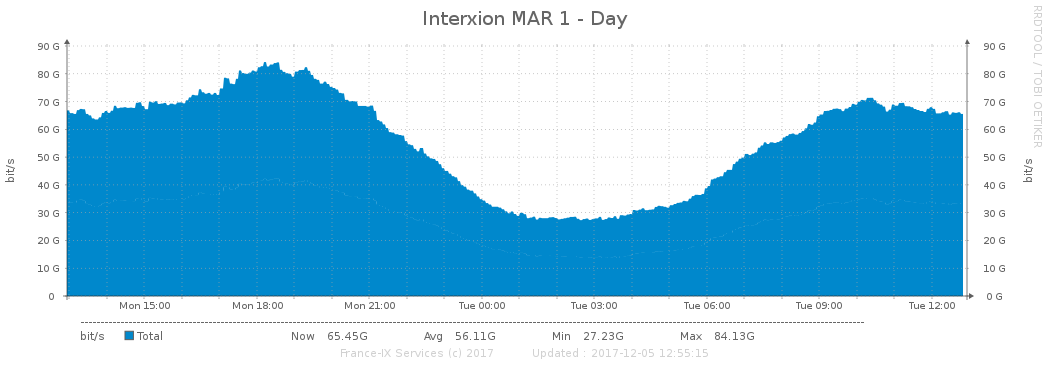 Interxion MAR 1 - Day
RRDTOOL / TOBI OETIKER
90 G 90 G
80 G 80 G
70 G 70 G
60 G 60 G
50 G 50 G
40 G 40 G
30 G 30 G
20 G 20 G
10 G 10 G
0 0 G
bit/s bit/s
Mon 15:00 Mon 18:00 Mon 21:00 Tue 00:00 Tue 03:00 Tue 06:00 Tue 09:00 Tue 12:00
bit/s Total Now 65.45G Avg 56.11G Min 27.23G Max 84.13G
France-IX Services (c) 2017 Updated : 2017-12-05 12:55:15